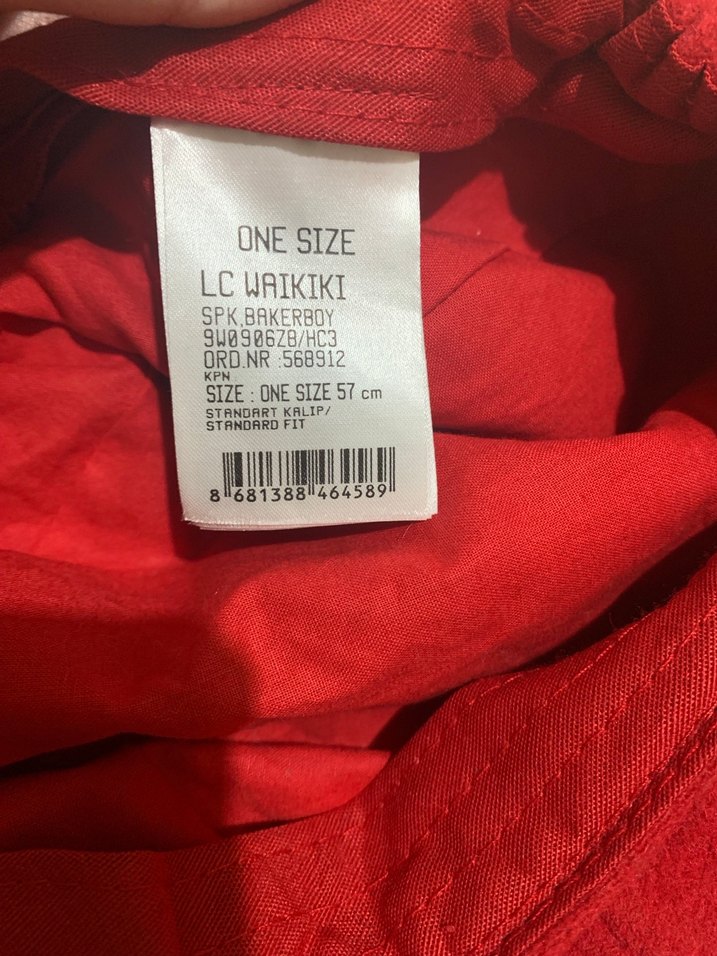 ONE SIZE
LC WAIKIKI
SPK,BAKERBOY
9W0906Z8/HC3
ORD.NR :568912
KPN
SIZE : ONE SIZE 57 cm
STANDART KALIP/
STANDARD FIT
8 681388 464589